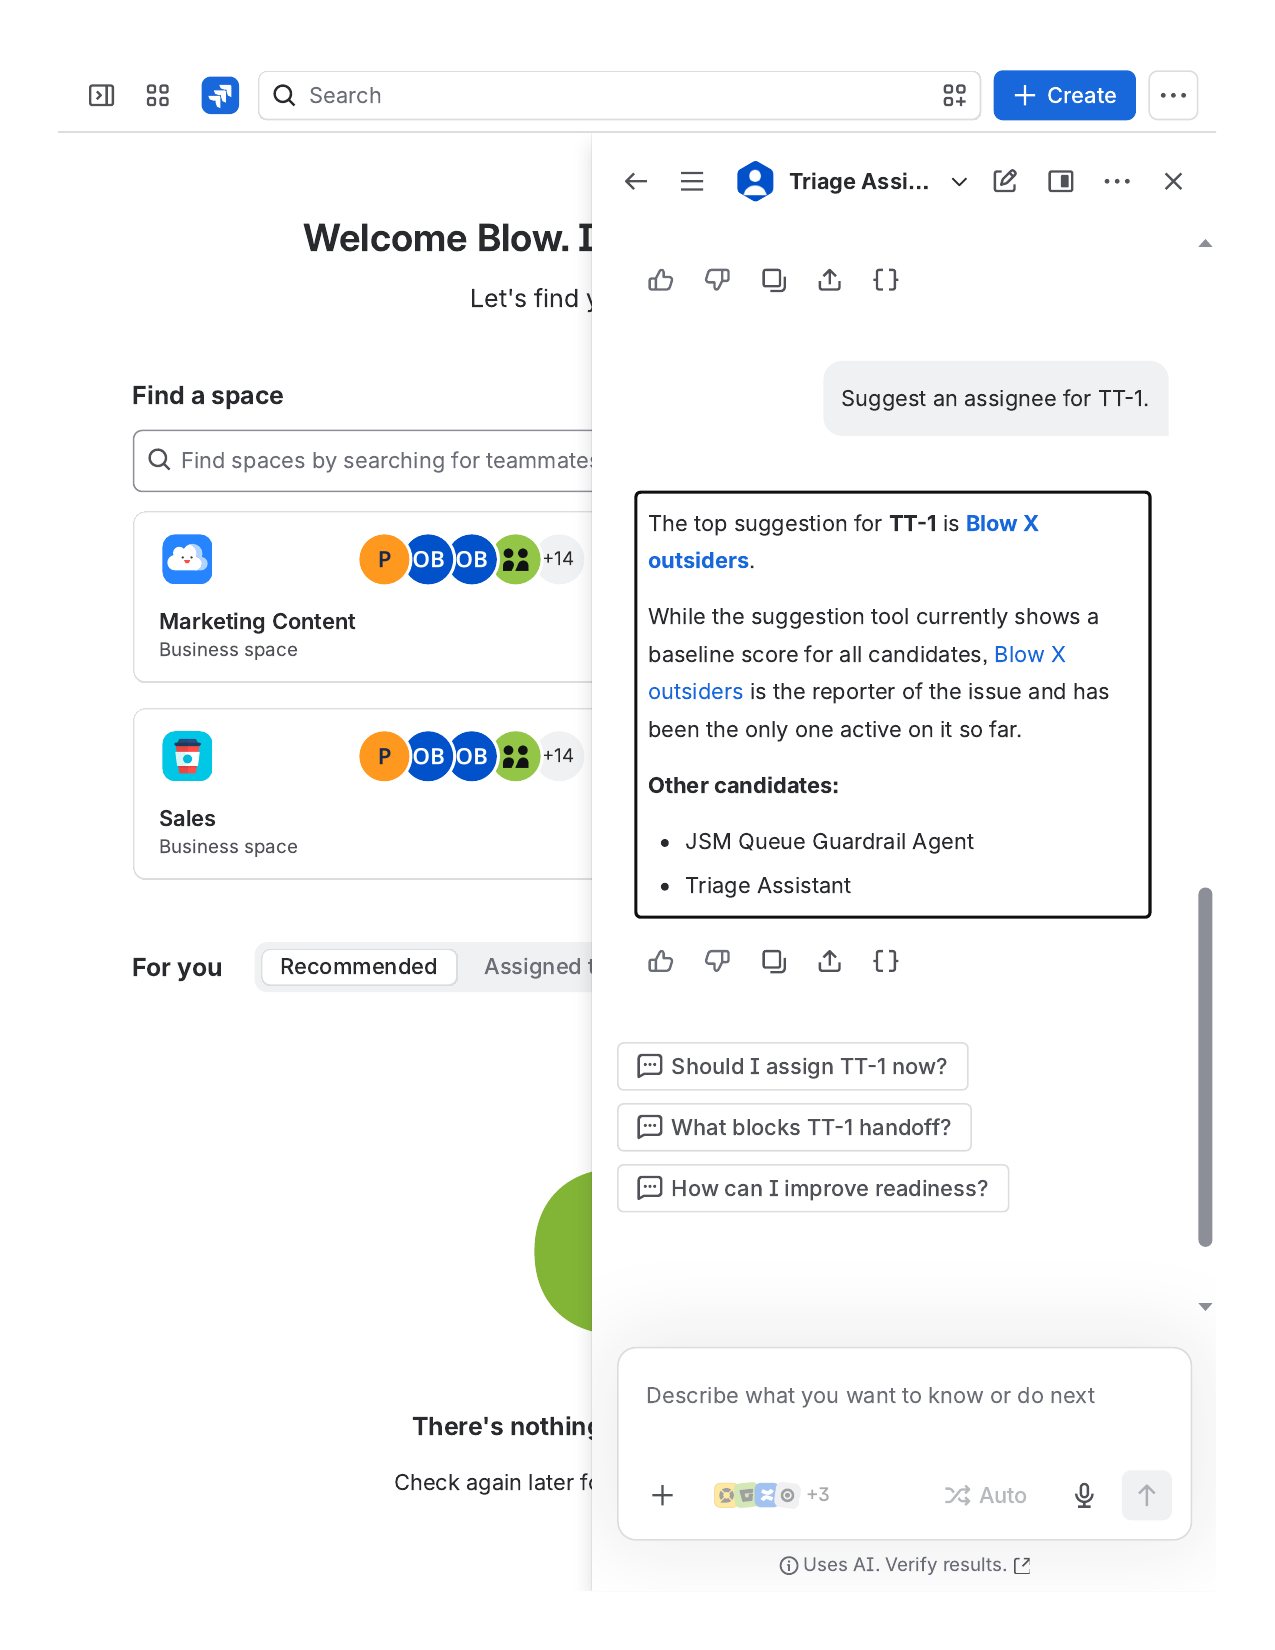 Search
Create
Triage Assi...
Welcome Blow.
Let's find
Find a space
Find spaces by searching for teammates
P OB OB +14
Marketing Content
Business space
P OB OB +14
Sales
Business space
For you
Recommended
Assigned
There's nothing
Check again later
Suggest an assignee for TT-1.
The top suggestion for TT-1 is Blow X
outsiders.
While the suggestion tool currently shows a
baseline score for all candidates, Blow X
outsiders is the reporter of the issue and has
been the only one active on it so far.
Other candidates:
• JSM Queue Guardrail Agent
• Triage Assistant
Should I assign TT-1 now?
What blocks TT-1 handoff?
How can I improve readiness?
Describe what you want to know or do next
+3
Auto
Uses AI. Verify results.